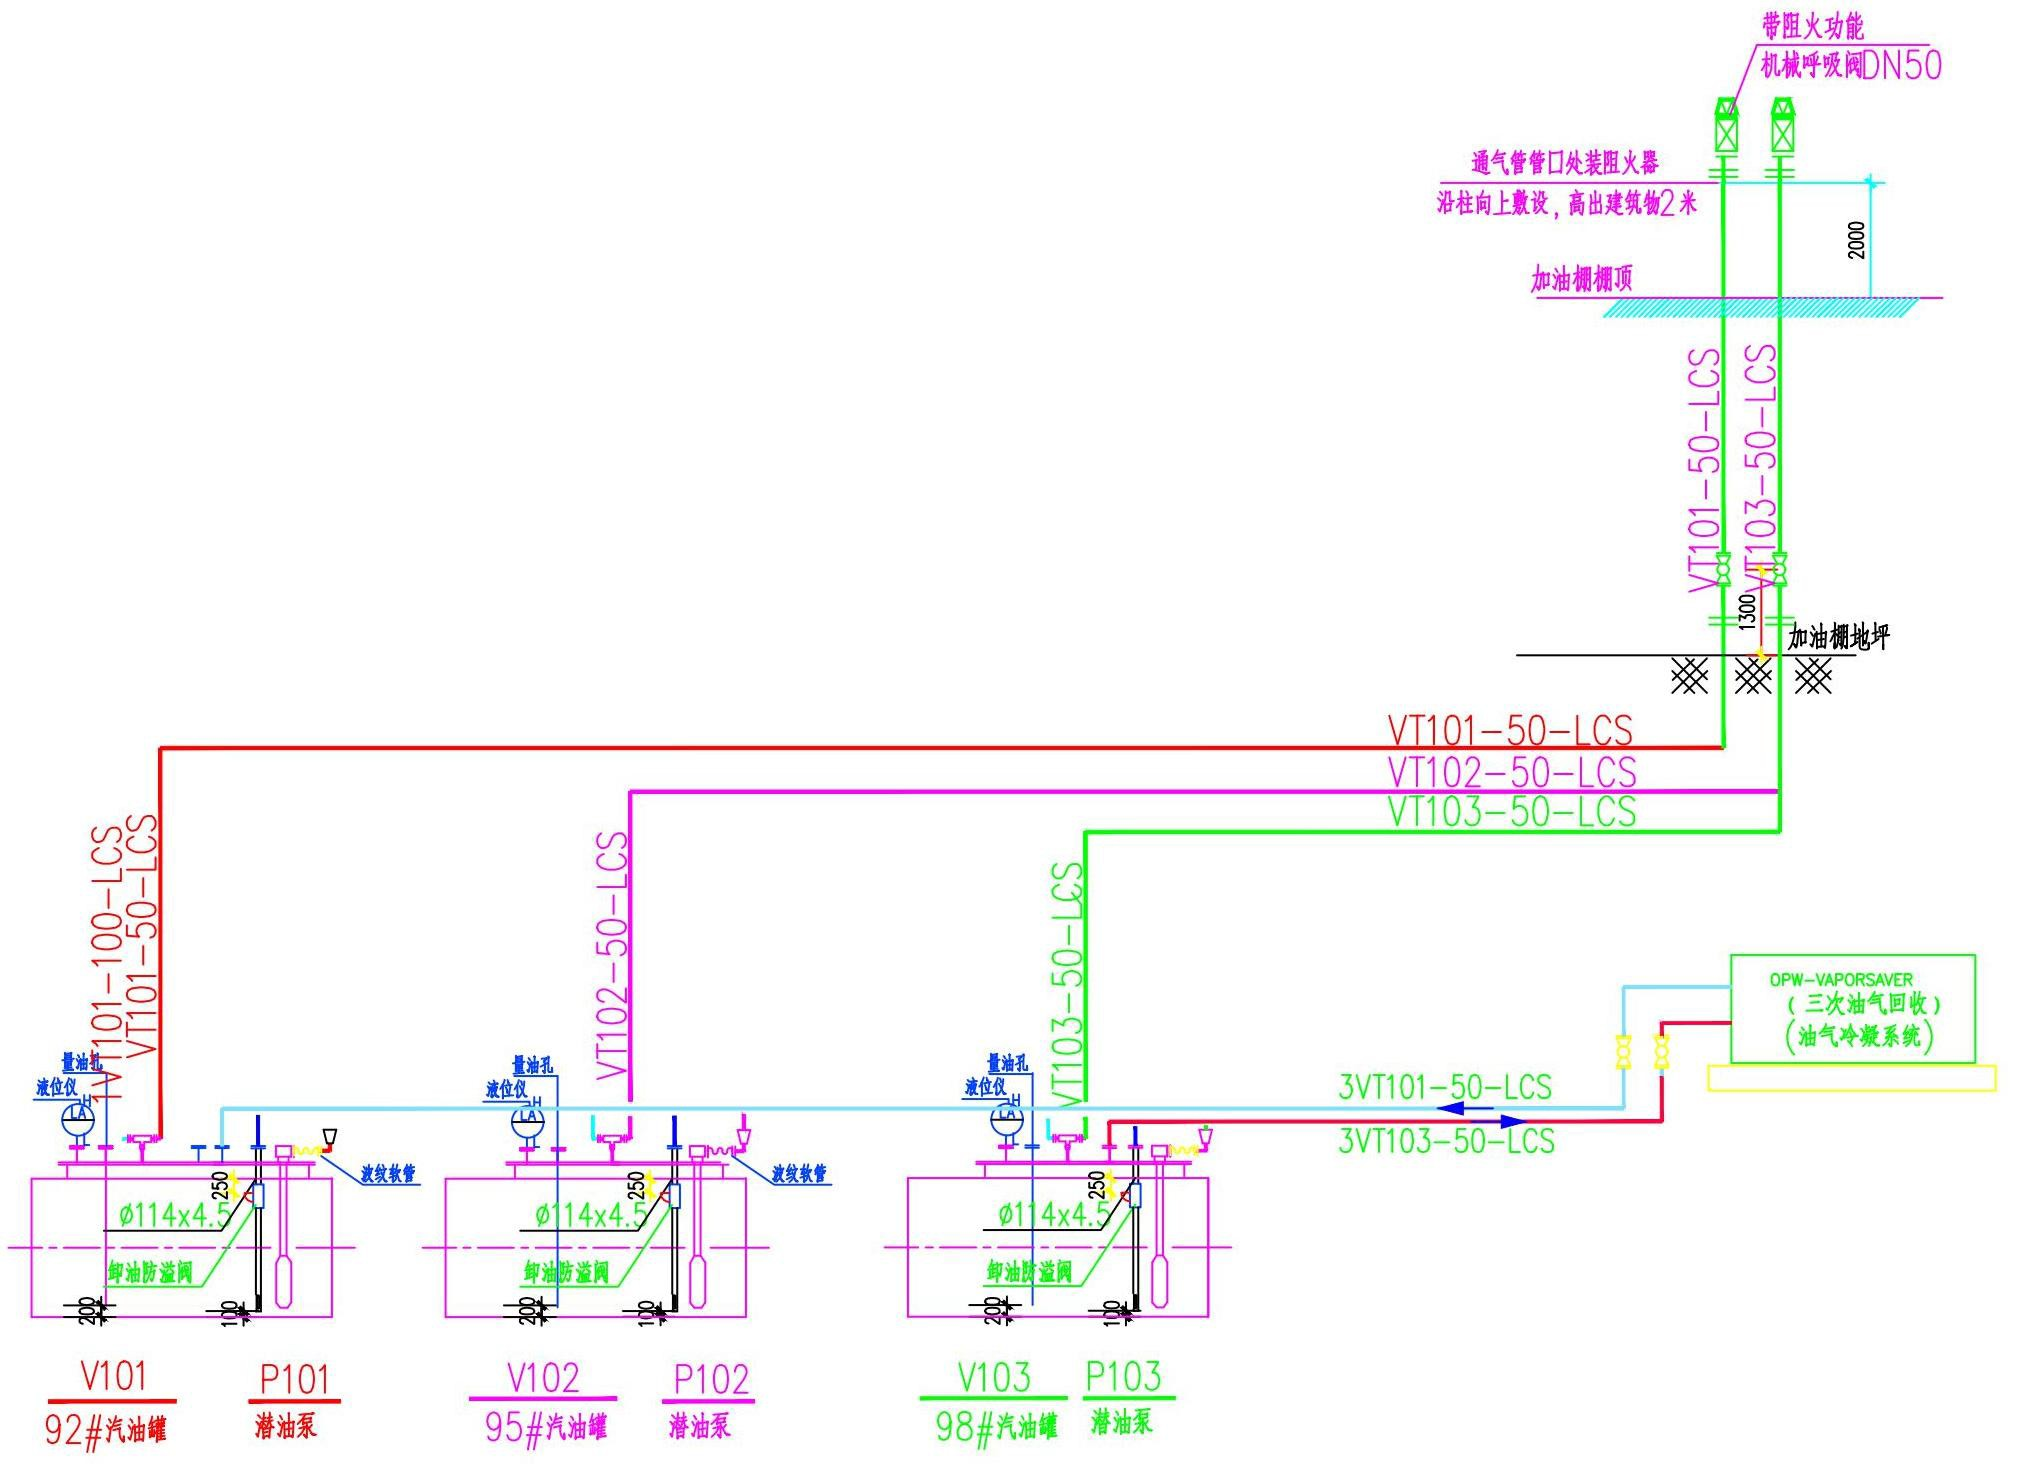 带阻火功能
机械呼吸阀DN50
通气管管口处装阻火器
沿柱向上敷设,高出建筑物2米
2000
加油棚棚顶
VT101-50-LCS
VT103-50-LCS
1300
加油棚地坪
VT101-50-LCS
VT102-50-LCS
VT103-50-LCS
1VT101-100-LCS
VT101-50-LCS
VT102-50-LCS
VT103-50-LCS
OPW-VAPORSAVER
(三次油气回收)
(油气冷凝系统)
3VT101-50-LCS
3VT103-50-LCS
量油孔
液位仪
H
LA
L
波纹软管
250
ø114x4.5
卸油防溢阀
200
100
量油孔
液位仪
H
LA
L
波纹软管
250
ø114x4.5
卸油防溢阀
200
100
量油孔
液位仪
H
LA
L
250
ø114x4.5
卸油防溢阀
200
100
V101
92#汽油罐
P101
潜油泵
V102
95#汽油罐
P102
潜油泵
V103
98#汽油罐
P103
潜油泵